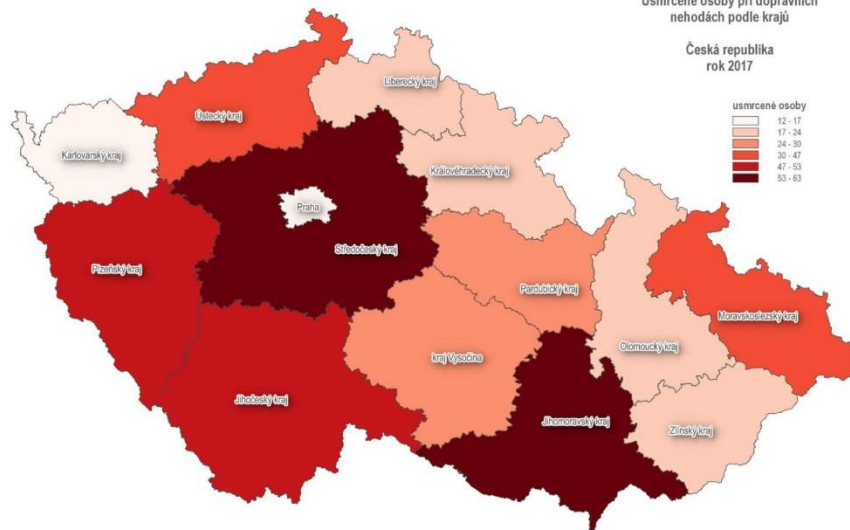 Usmrcené osoby při dopravních
nehodách podle krajů
Česká republika
rok 2017
usmrcené osoby
12 - 17
17 - 24
24 - 30
30 - 47
47 - 53
53 - 63
Liberecký kraj
Ústecký kraj
Karlovarský kraj
Královéhradecký kraj
Praha
Středočeský kraj
Plzeňský kraj
Pardubický kraj
Moravskoslezský kraj
Olomoucký kraj
kraj Vysočina
Jihočeský kraj
Jihomoravský kraj
Zlínský kraj